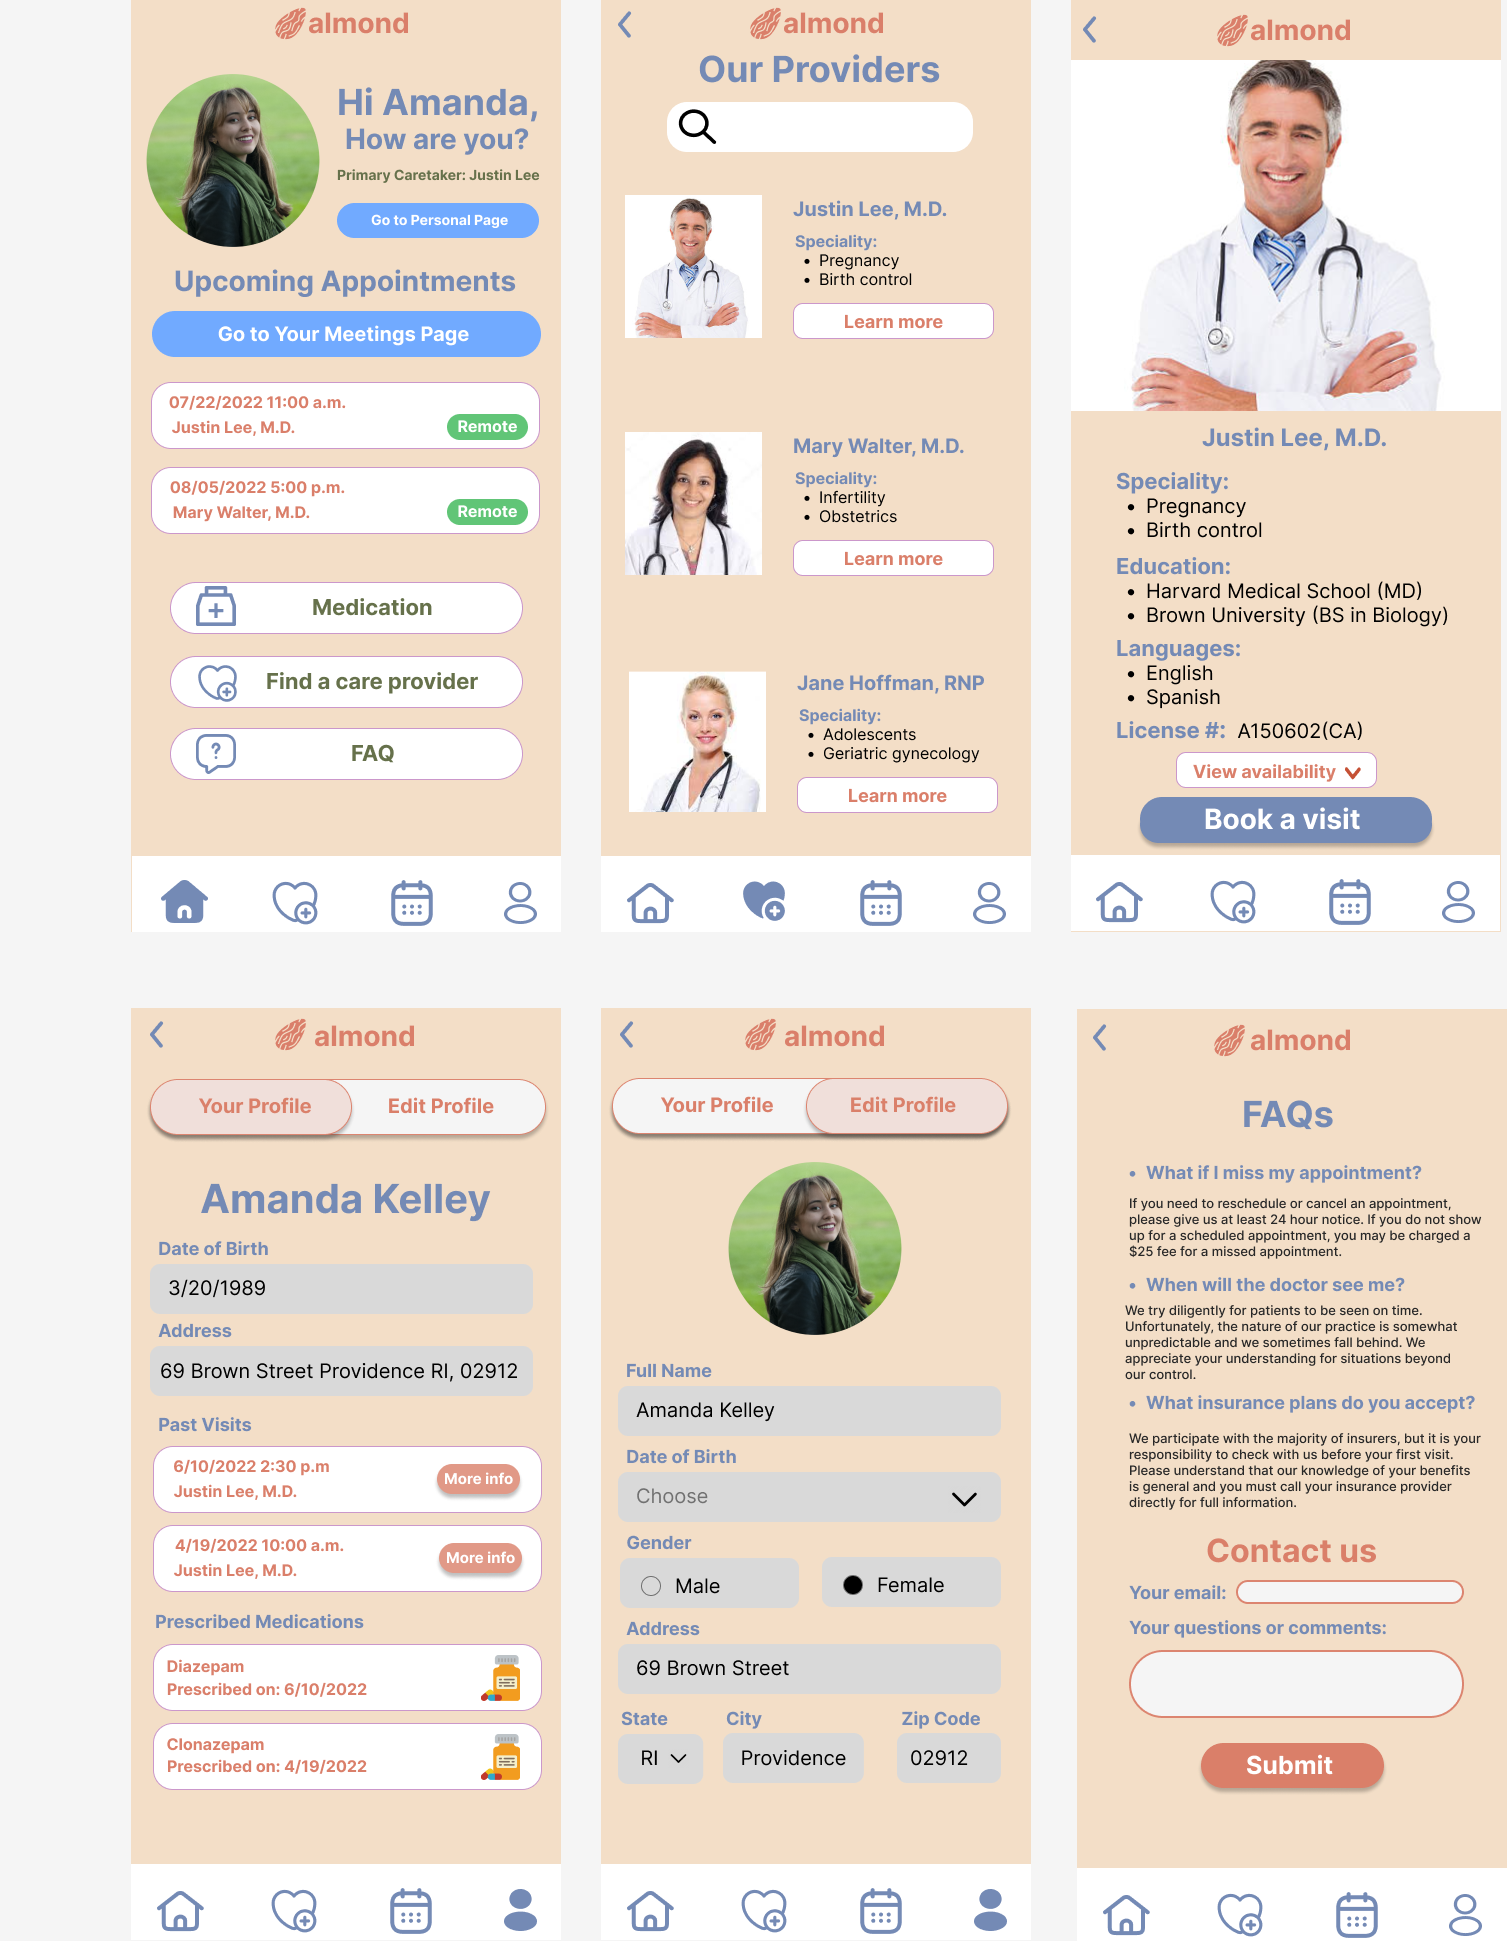 almond
Hi Amanda,
How are you?
Primary Caretaker: Justin Lee
Go to Personal Page
Upcoming Appointments
Go to Your Meetings Page
07/22/2022 11:00 a.m.
Justin Lee, M.D.
Remote
08/05/2022 5:00 p.m.
Mary Walter, M.D.
Remote
Medication
Find a care provider
? FAQ
almond
Our Providers
Justin Lee, M.D.
Speciality:
• Pregnancy
• Birth control
Learn more
Mary Walter, M.D.
Speciality:
• Infertility
• Obstetrics
Learn more
Jane Hoffman, RNP
Speciality:
• Adolescents
• Geriatric gynecology
Learn more
almond
Justin Lee, M.D.
Speciality:
• Pregnancy
• Birth control
Education:
• Harvard Medical School (MD)
• Brown University (BS in Biology)
Languages:
• English
• Spanish
License #: A150602(CA)
View availability
Book a visit
almond
Your Profile Edit Profile
Amanda Kelley
Date of Birth
3/20/1989
Address
69 Brown Street Providence RI, 02912
Past Visits
6/10/2022 2:30 p.m
Justin Lee, M.D.
More info
4/19/2022 10:00 a.m.
Justin Lee, M.D.
More info
Prescribed Medications
Diazepam
Prescribed on: 6/10/2022
Clonazepam
Prescribed on: 4/19/2022
almond
Your Profile Edit Profile
Full Name
Amanda Kelley
Date of Birth
Choose
Gender
Male Female
Address
69 Brown Street
State City Zip Code
RI Providence 02912
almond
FAQs
• What if I miss my appointment?
If you need to reschedule or cancel an appointment,
please give us at least 24 hour notice. If you do not show
up for a scheduled appointment, you may be charged a
$25 fee for a missed appointment.
• When will the doctor see me?
We try diligently for patients to be seen on time.
Unfortunately, the nature of our practice is somewhat
unpredictable and we sometimes fall behind. We
appreciate your understanding for situations beyond
our control.
• What insurance plans do you accept?
We participate with the majority of insurers, but it is your
responsibility to check with us before your first visit.
Please understand that our knowledge of your benefits
is general and you must call your insurance provider
directly for full information.
Contact us
Your email:
Your questions or comments:
Submit